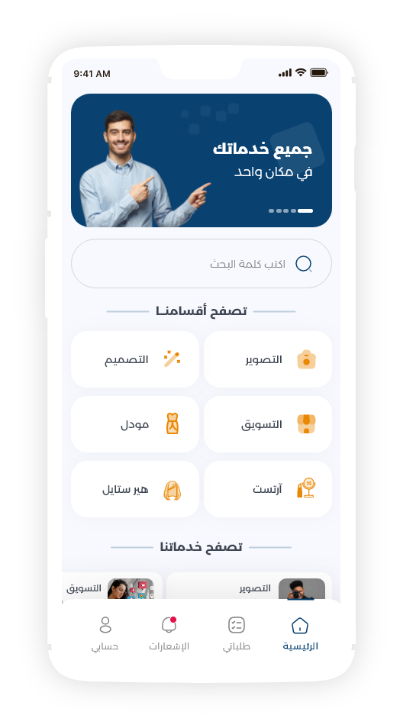 9:41 AM
جميع خدماتك
في مكان واحد
اكتب كلمة البحث
تصفح أقسامنــا
التصوير
التصميم
التسويق
مودل
آرتست
هير ستايل
تصفح خدماتنا
التصوير
التسويق
الرئيسية
طلباتي
الإشعارات
حسابي